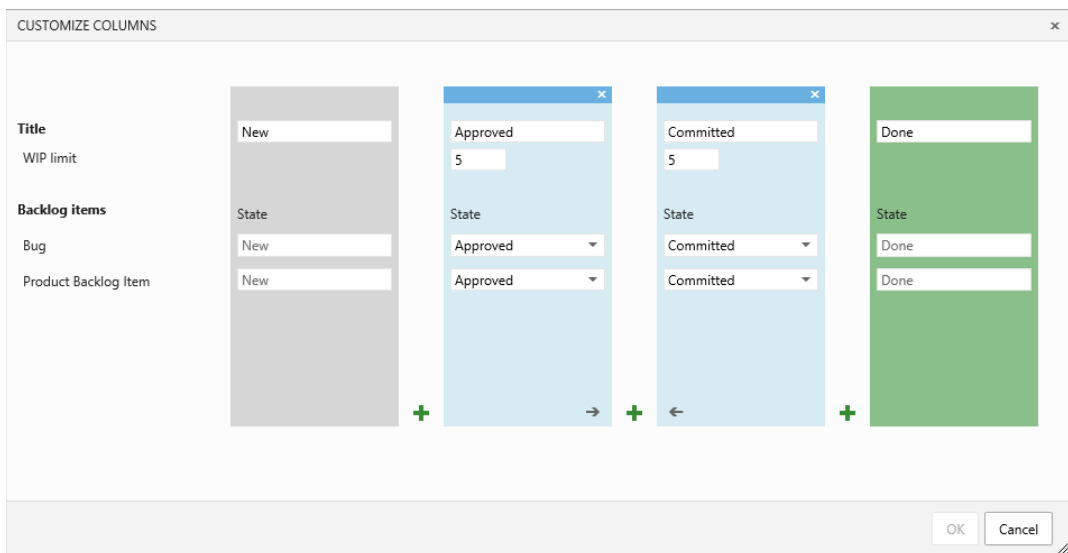 CUSTOMIZE COLUMNS
Title New Approved Committed Done
WIP limit 5 5
Backlog items State State State State
Bug New Approved Committed Done
Product Backlog Item New Approved Committed Done
OK Cancel